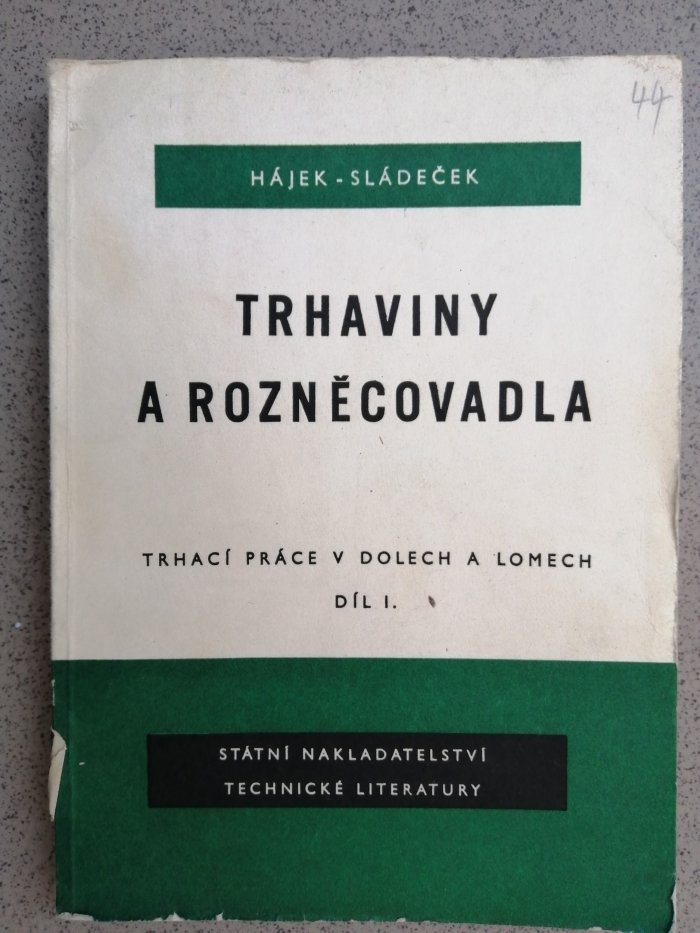 44
HÁJEK - SLÁDEČEK
TRHAVINY
A ROZNĚCOVADLA
TRHACÍ PRÁCE V DOLECH A LOMECH
DÍL I.
STÁTNÍ NAKLADATELSTVÍ
TECHNICKÉ LITERATURY